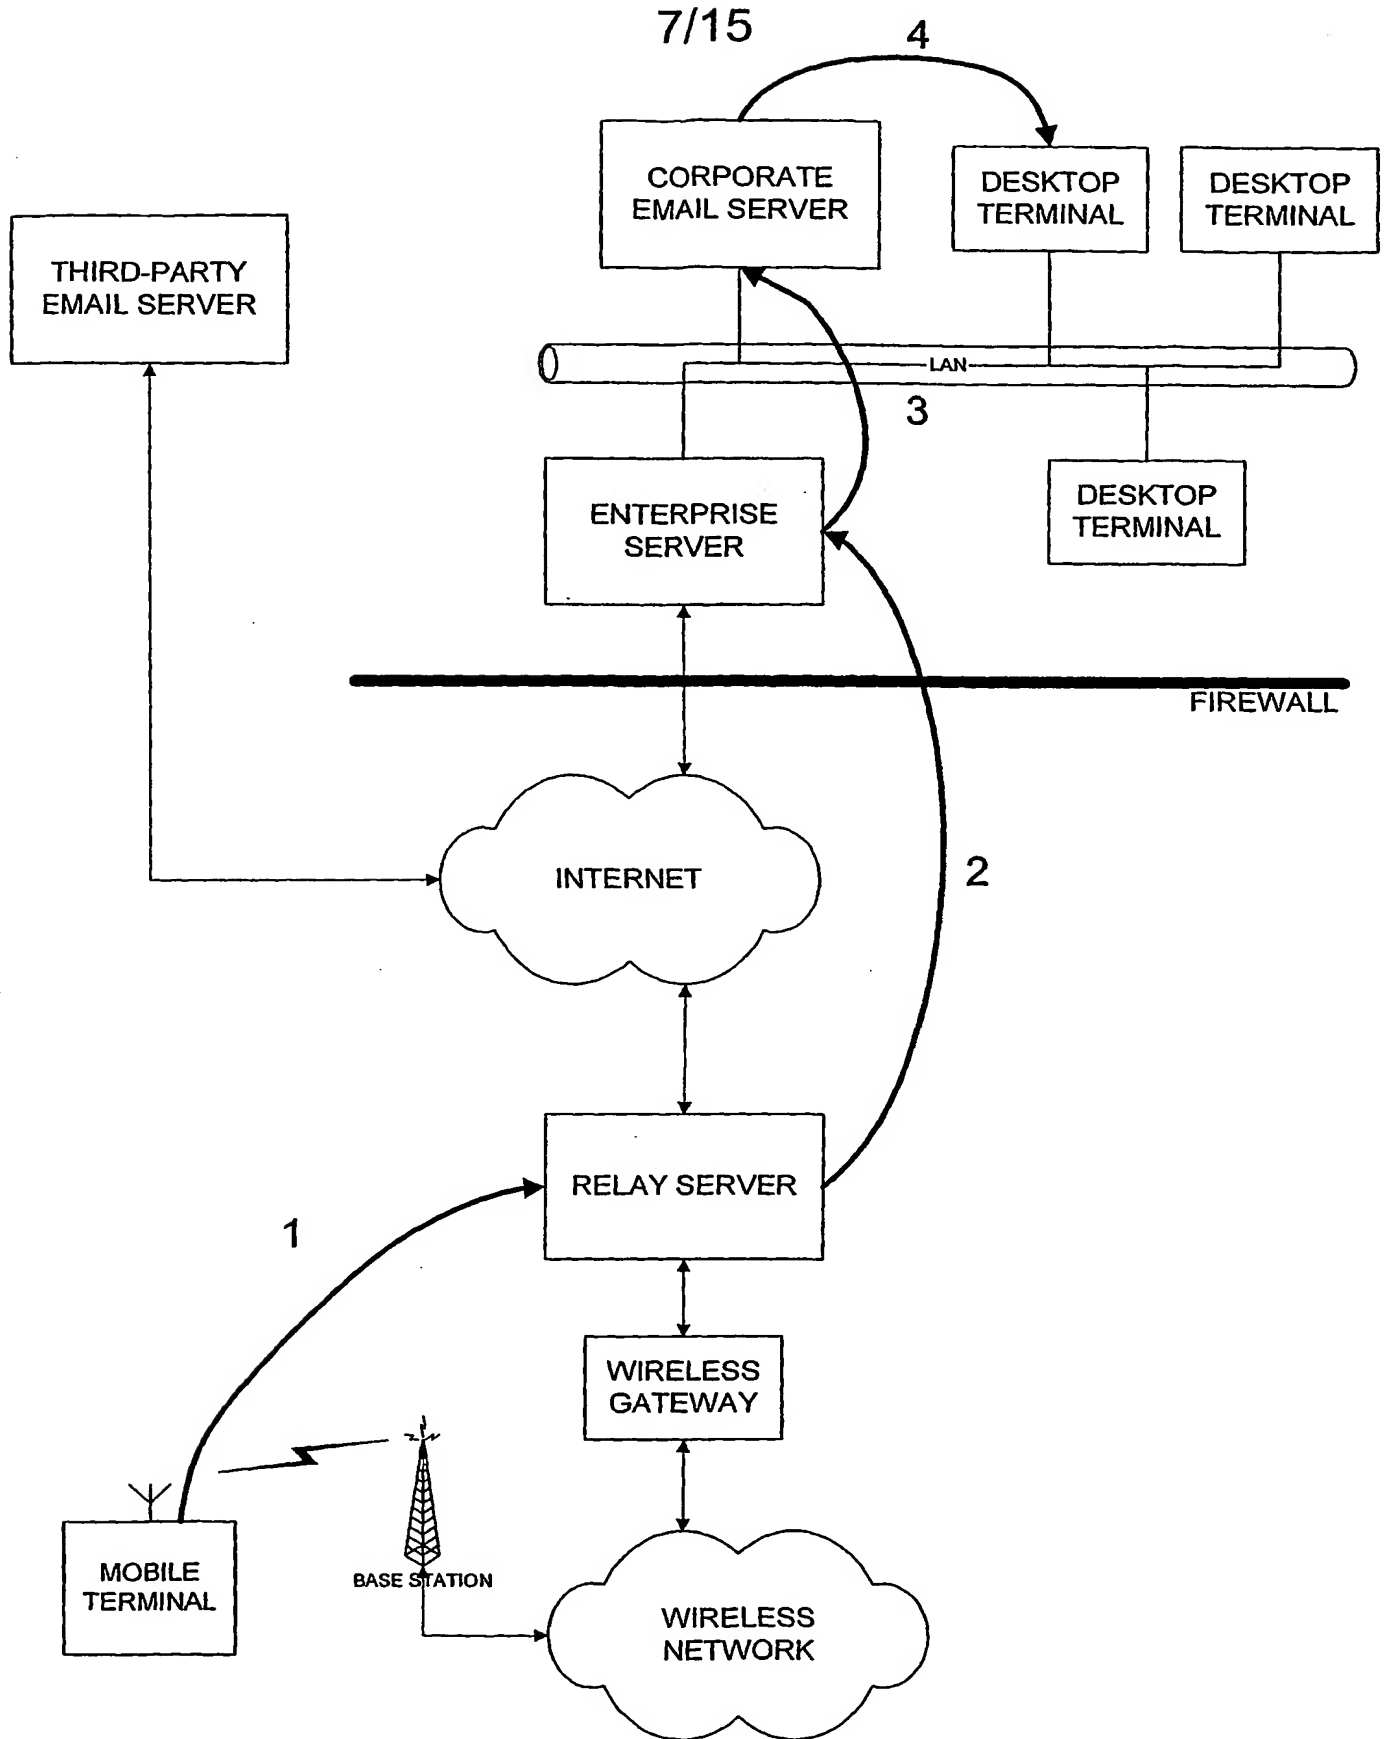 7/15
4
CORPORATE
EMAIL SERVER
DESKTOP
TERMINAL
DESKTOP
TERMINAL
THIRD-PARTY
EMAIL SERVER
LAN
3
ENTERPRISE
SERVER
DESKTOP
TERMINAL
FIREWALL
INTERNET
2
RELAY SERVER
1
WIRELESS
GATEWAY
MOBILE
TERMINAL
BASE STATION
WIRELESS
NETWORK